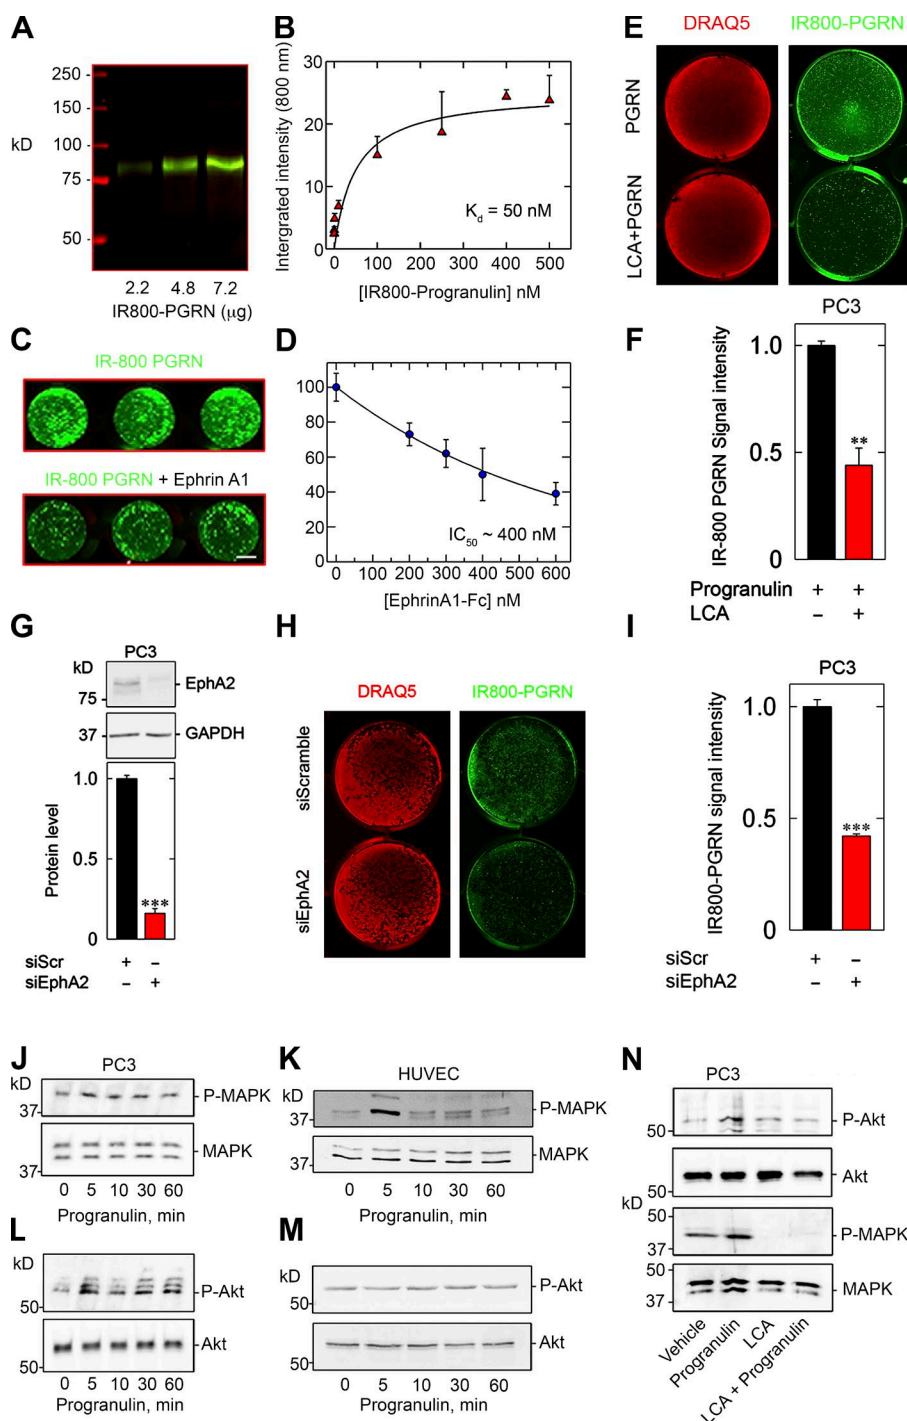 A
250 -
150 -
100 -
kD
75 -
50 -
2.2 4.8 7.2
IR800-PGRN (μg)
B
Intergrated intensity (800 nm)
30
20
10
0
Kd = 50 nM
0 100 200 300 400 500
[IR800-Progranulin] nM
C
IR-800 PGRN
IR-800 PGRN + Ephrin A1
D
100
80
60
40
20
0
IC50 ~ 400 nM
0 100 200 300 400 500 600
[EphrinA1-Fc] nM
E
DRAQ5 IR800-PGRN
PGRN
LCA+PGRN
F
PC3
IR-800 PGRN Signal intensity
1.0
0.5
0
**
Progranulin + +
LCA – +
G
PC3
kD
75
EphA2
37
GAPDH
Protein level
1.0
0.5
0
***
siScr + –
siEphA2 – +
H
DRAQ5 IR800-PGRN
siScramble
siEphA2
I
PC3
IR800-PGRN signal intensity
1.0
0.5
0
***
siScr + –
siEphA2 – +
J
PC3
kD
37
P-MAPK
37
MAPK
0 5 10 30 60
Progranulin, min
K
HUVEC
kD
37
P-MAPK
37
MAPK
0 5 10 30 60
Progranulin, min
L
kD
50
P-Akt
50
Akt
0 5 10 30 60
Progranulin, min
M
kD
50
P-Akt
50
Akt
0 5 10 30 60
Progranulin, min
N
PC3
50
P-Akt
50
Akt
kD
50
37
P-MAPK
50
37
MAPK
Vehicle
Progranulin
LCA
LCA + Progranulin